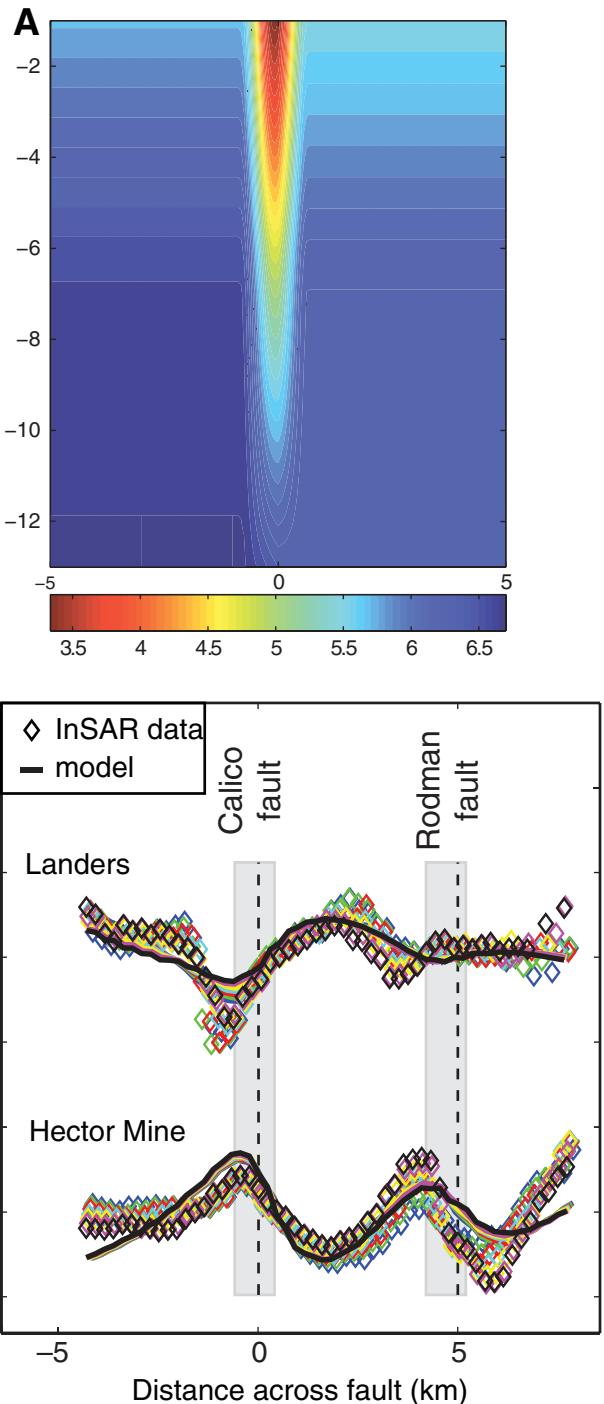 A
−2
−4
−6
−8
−10
−12
−5 0 5
3.5 4 4.5 5 5.5 6 6.5
InSAR data
model
Calico
fault
Rodman
fault
Landers
Hector Mine
−5 0 5
Distance across fault (km)